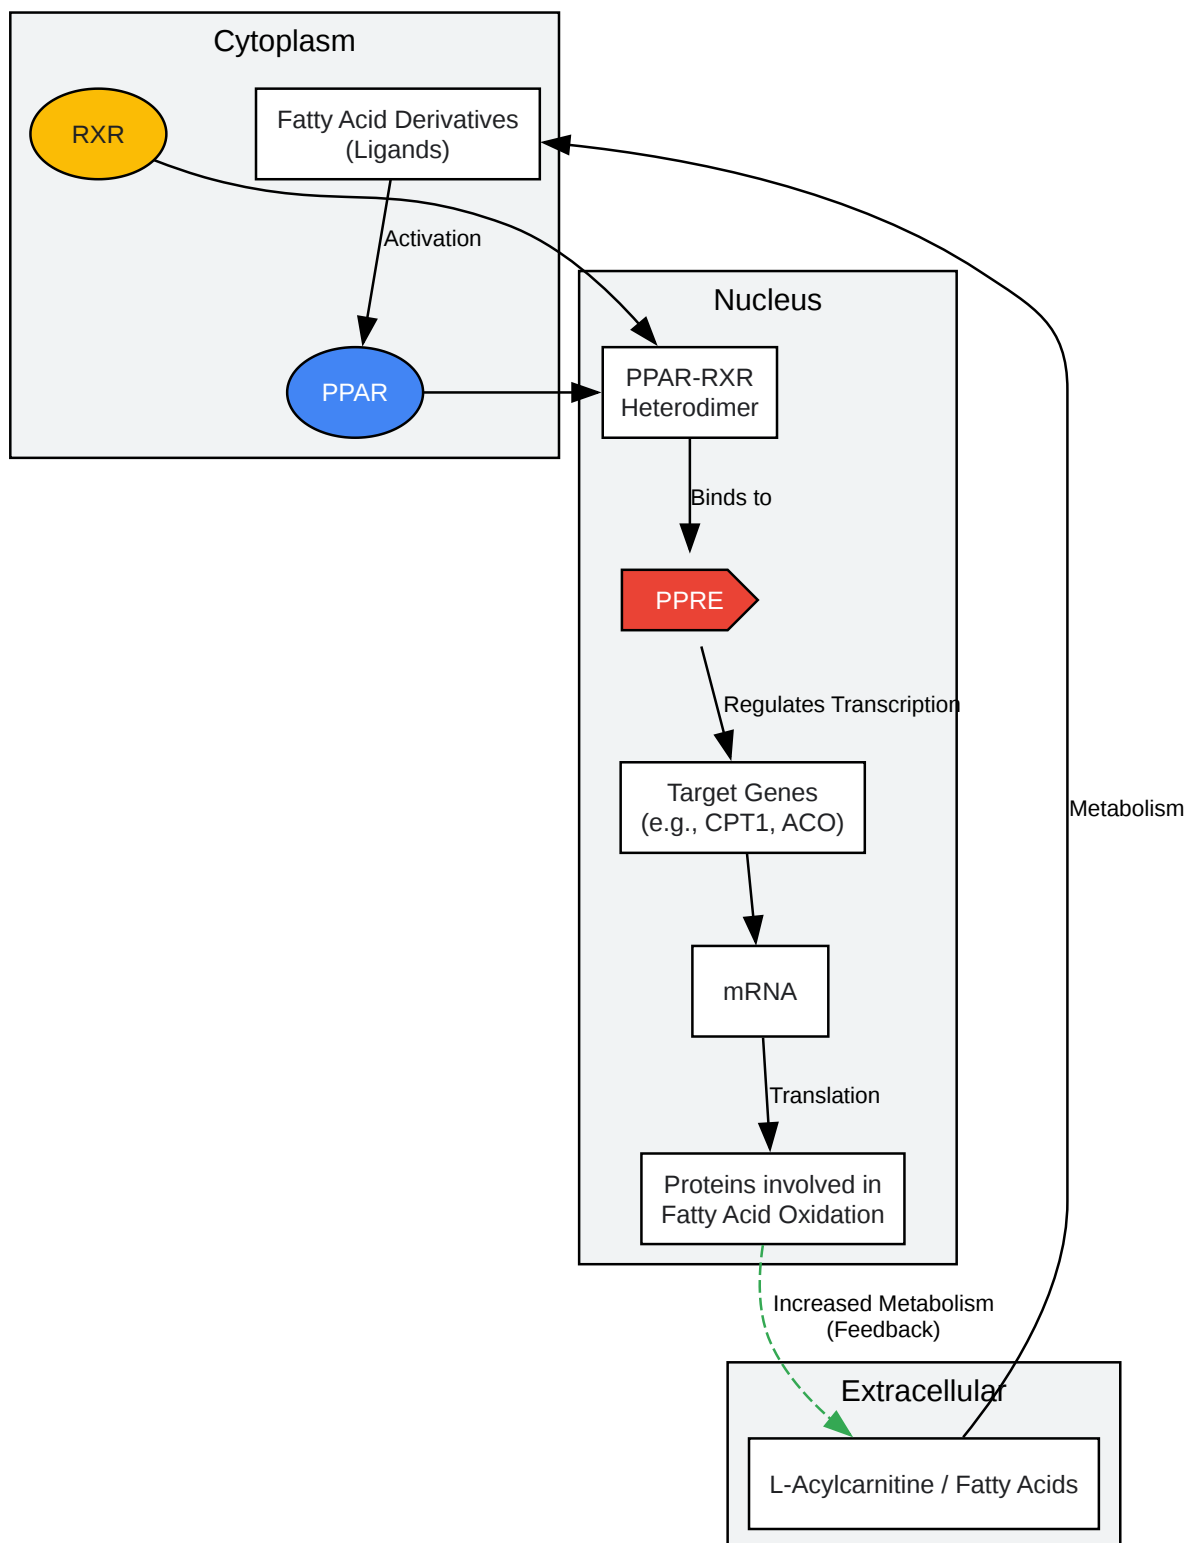 Cytoplasm
RXR
Fatty Acid Derivatives
(Ligands)
Activation
Nucleus
PPAR
PPAR-RXR
Heterodimer
Binds to
PPRE
Regulates Transcription
Target Genes
(e.g., CPT1, ACO)
Metabolism
mRNA
Translation
Proteins involved in
Fatty Acid Oxidation
Increased Metabolism
(Feedback)
Extracellular
L-Acylcarnitine / Fatty Acids